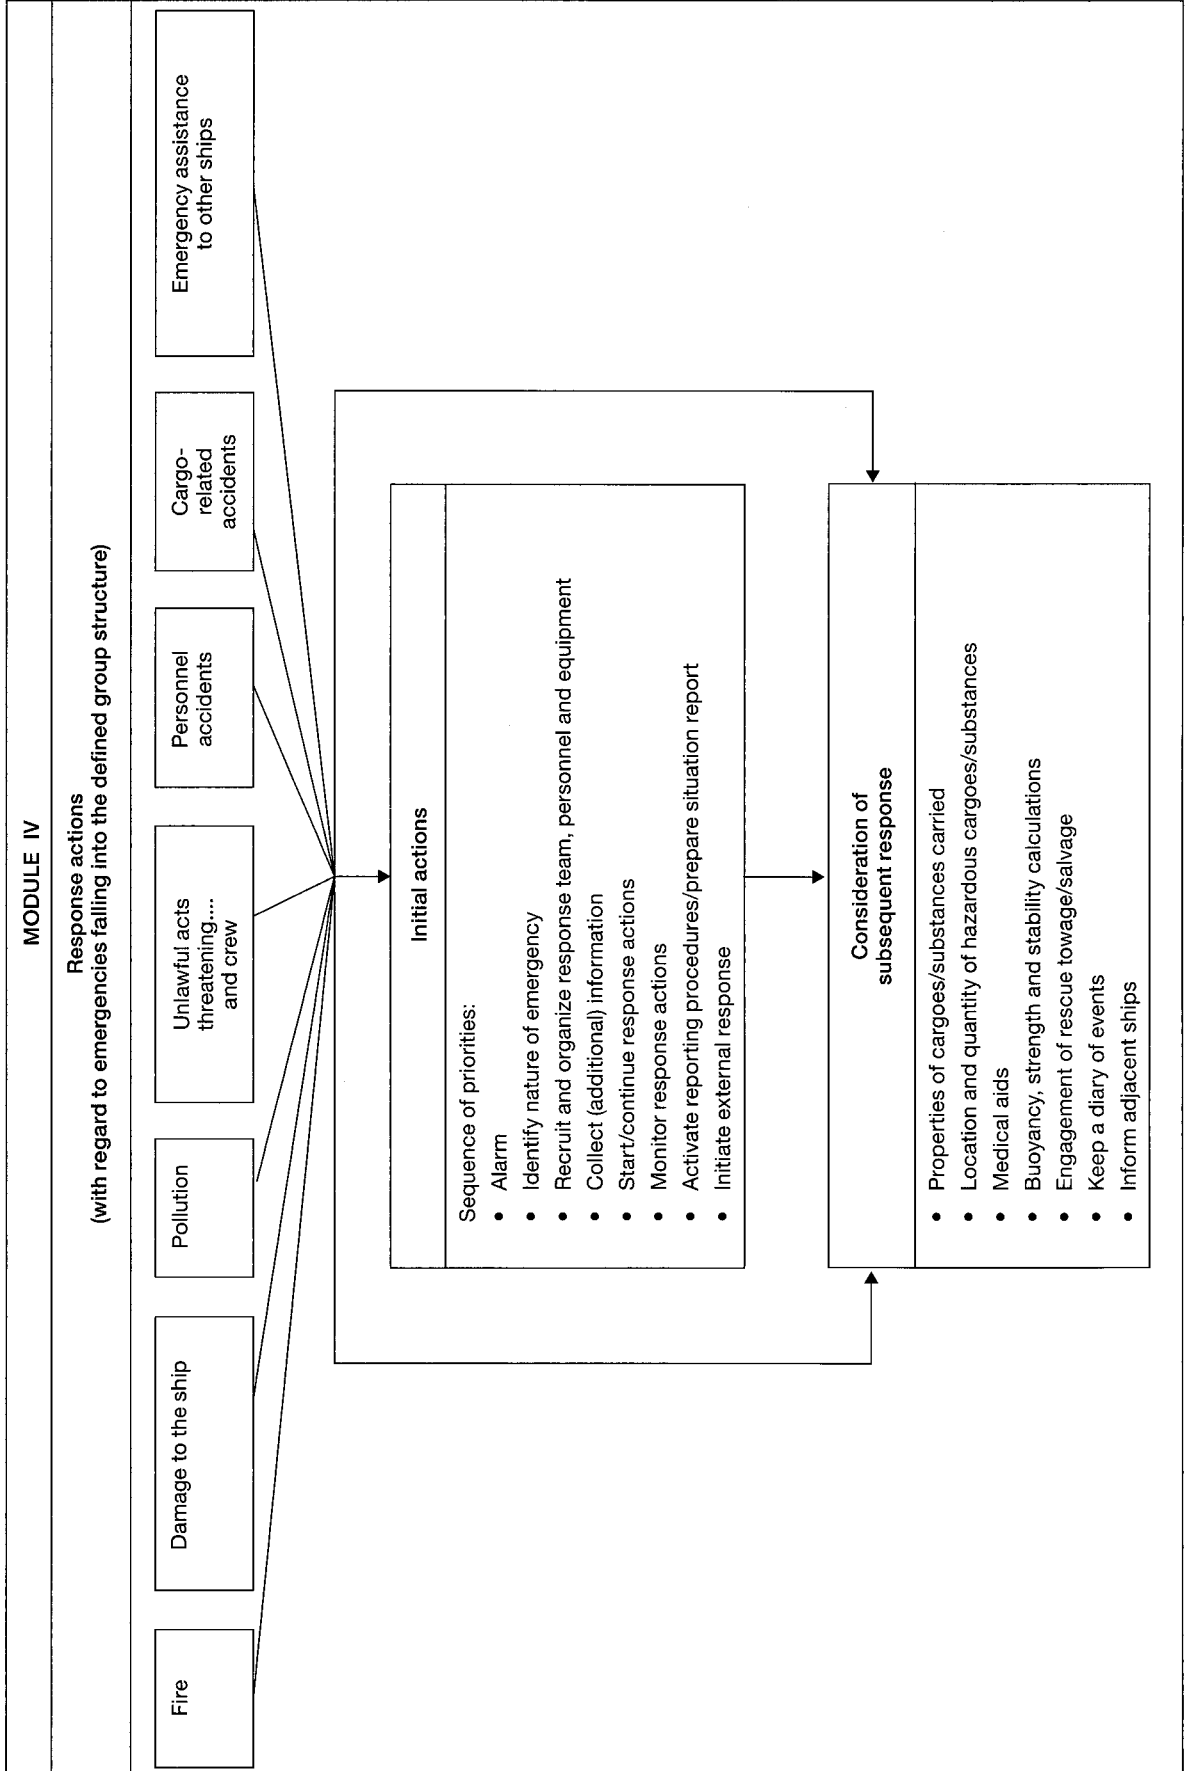 MODULE IV
Response actions
(with regard to emergencies falling into the defined group structure)
Fire
Damage to the ship
Pollution
Unlawful acts
threatening....
and crew
Personnel
accidents
Cargo-
related
accidents
Emergency assistance
to other ships
Initial actions
Sequence of priorities:
• Alarm
• Identify nature of emergency
• Recruit and organize response team, personnel and equipment
• Collect (additional) information
• Start/continue response actions
• Monitor response actions
• Activate reporting procedures/prepare situation report
• Initiate external response
Consideration of
subsequent response
• Properties of cargoes/substances carried
• Location and quantity of hazardous cargoes/substances
• Medical aids
• Buoyancy, strength and stability calculations
• Engagement of rescue towage/salvage
• Keep a diary of events
• Inform adjacent ships